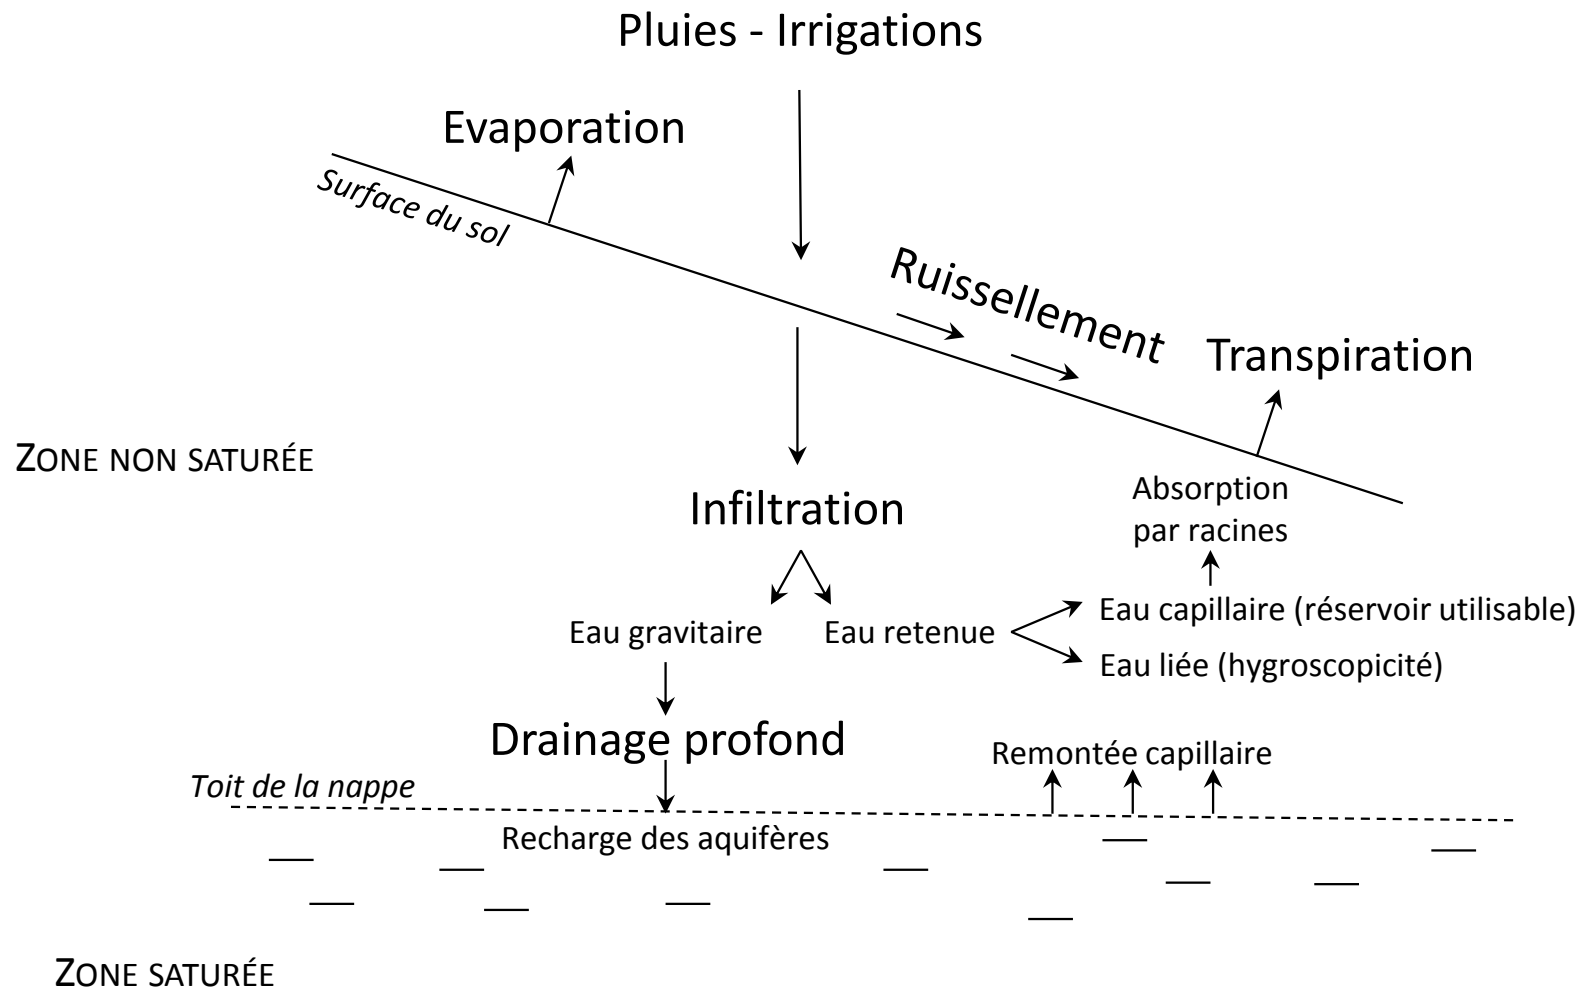 Pluies - Irrigations
Evaporation
Surface du sol
Ruissellement
Transpiration
ZONE NON SATURÉE
Absorption
par racines
Infiltration
Eau capillaire (réservoir utilisable)
Eau gravitaire
Eau retenue
Eau liée (hygroscopicité)
Drainage profond
Remontée capillaire
Toit de la nappe
Recharge des aquifères
ZONE SATURÉE